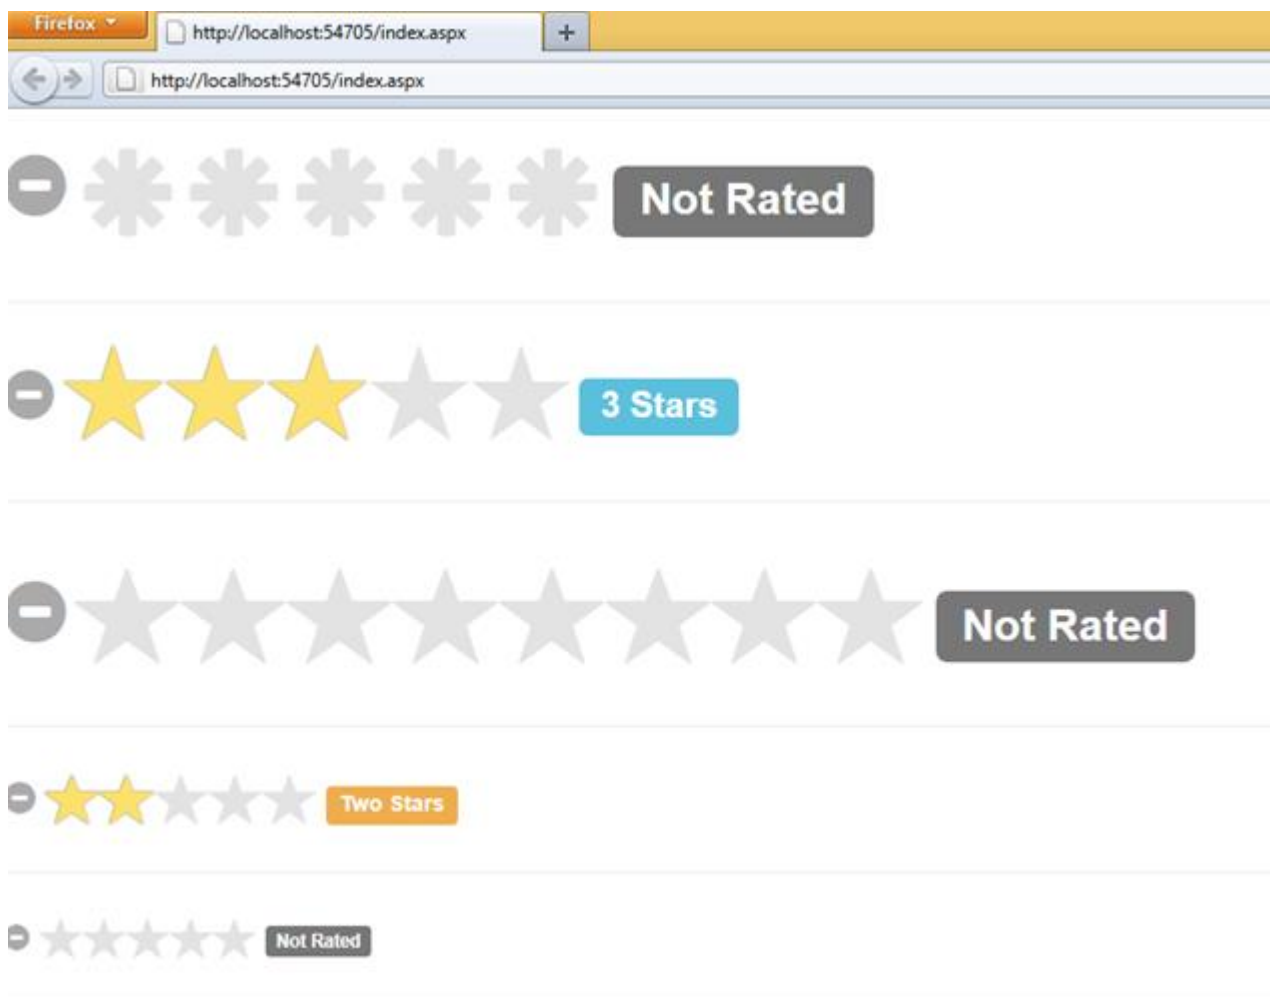 Firefox
http://localhost:54705/index.aspx
http://localhost:54705/index.aspx
Not Rated
3 Stars
Not Rated
Two Stars
Not Rated